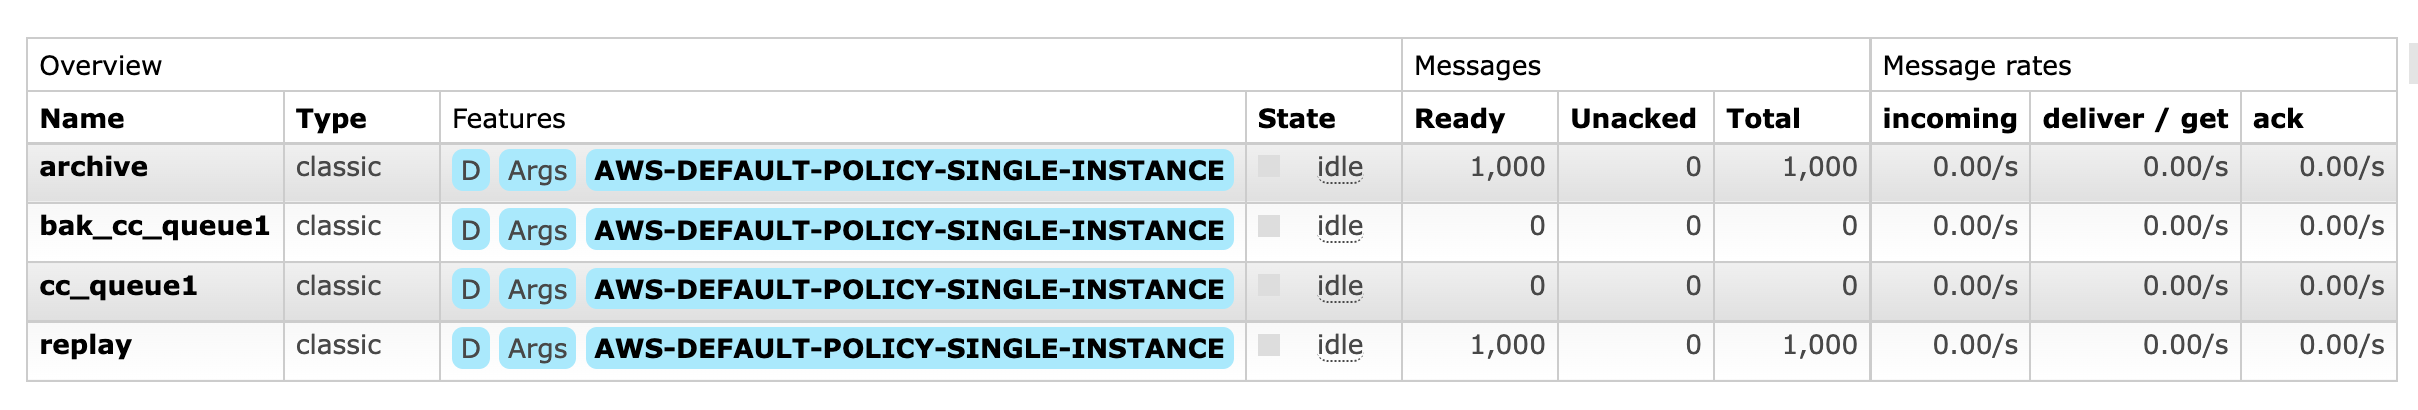 Overview Messages Message rates
Name Type Features State Ready Unacked Total incoming deliver / get ack
archive classic D Args AWS-DEFAULT-POLICY-SINGLE-INSTANCE idle 1,000 0 1,000 0.00/s 0.00/s 0.00/s
bak_cc_queue1 classic D Args AWS-DEFAULT-POLICY-SINGLE-INSTANCE idle 0 0 0 0.00/s 0.00/s 0.00/s
cc_queue1 classic D Args AWS-DEFAULT-POLICY-SINGLE-INSTANCE idle 0 0 0 0.00/s 0.00/s 0.00/s
replay classic D Args AWS-DEFAULT-POLICY-SINGLE-INSTANCE idle 1,000 0 1,000 0.00/s 0.00/s 0.00/s